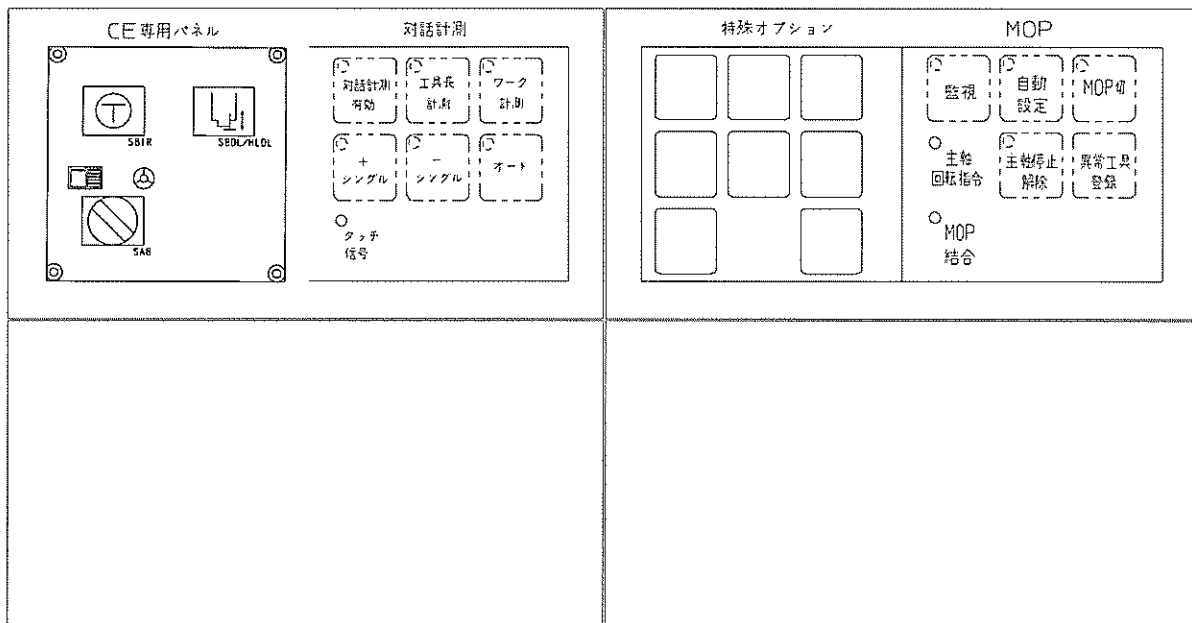 CE専用パネル
対話計測
SB1R
SBDL/HLDL
SA8
対話計測
有効
工具長
計測
ワーク
計測
+
シングル
-
シングル
オート
タッチ
信号
特殊オプション
MOP
監視
自動
設定
MOP切
主軸
回転指令
主軸停止
解除
異常工具
登録
MOP
結合